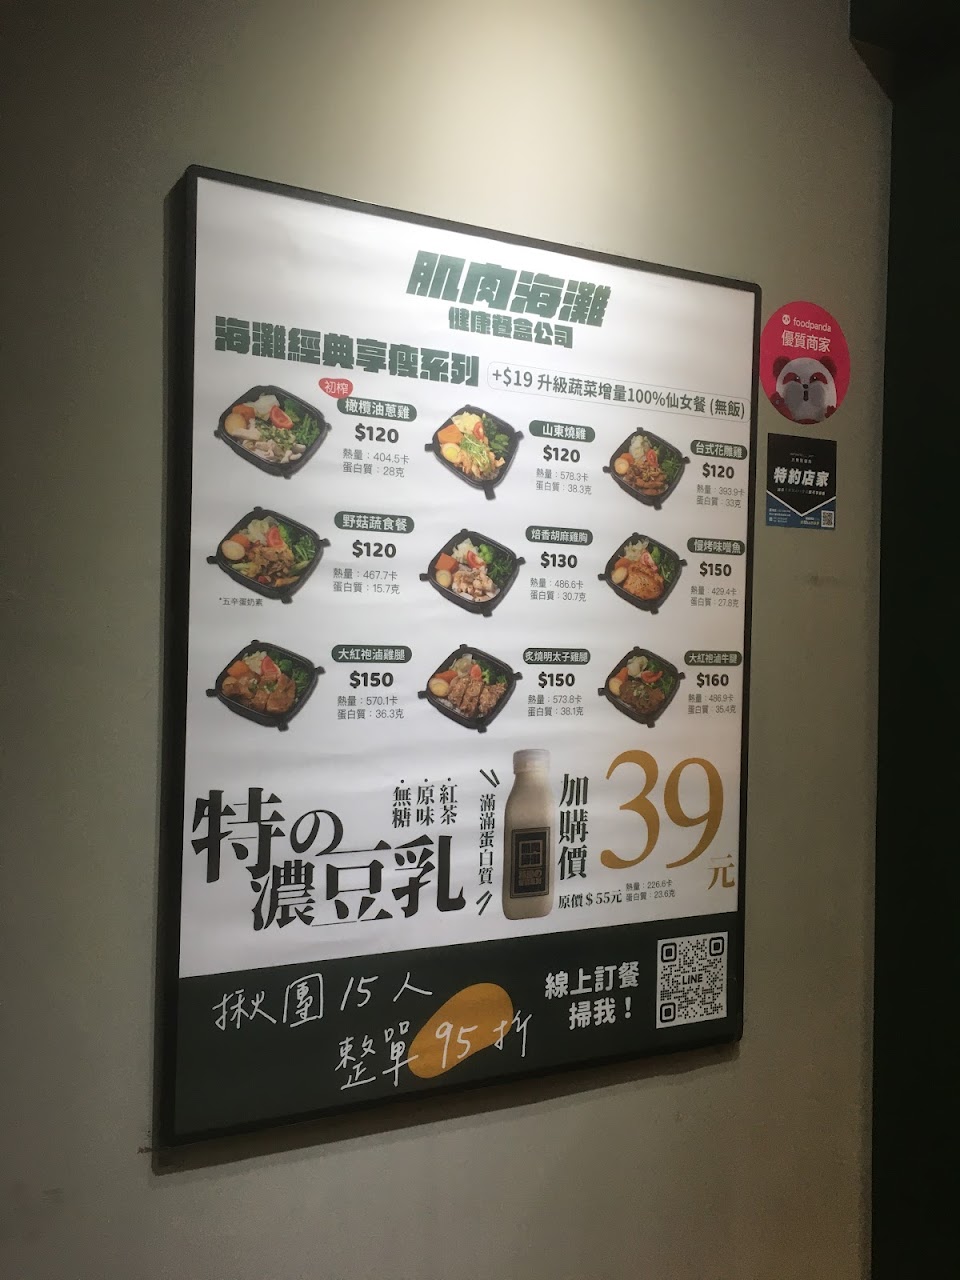 肌肉海灘
健康餐盒公司
海灘經典享瘦系列
+$19 升級蔬菜增量100%仙女餐 (無飯)
初榨
橄欖油蔥雞
$120
熱量：404.5卡
蛋白質：28克
山東燒雞
$120
熱量：578.3卡
蛋白質：38.3克
台式花雕雞
$120
熱量：393.9卡
蛋白質：33克
野菇蔬食餐
$120
熱量：467.7卡
蛋白質：15.7克
*五辛蛋奶素
焙香胡麻雞胸
$130
熱量：486.6卡
蛋白質：30.7克
慢烤味噌魚
$150
熱量：429.4卡
蛋白質：27.8克
大紅袍滷雞腿
$150
熱量：570.1卡
蛋白質：36.3克
炙燒明太子雞腿
$150
熱量：573.8卡
蛋白質：38.1克
大紅袍滷牛腱
$160
熱量：486.9卡
蛋白質：35.4克
特の
濃豆乳
紅茶
原味
無糖
滿滿蛋白質
加購價
39元
原價$55元
熱量：226.6卡
蛋白質：23.6克
揪團15人
整單95折
線上訂餐
掃我！
LINE
foodpanda
優質商家
特約店家